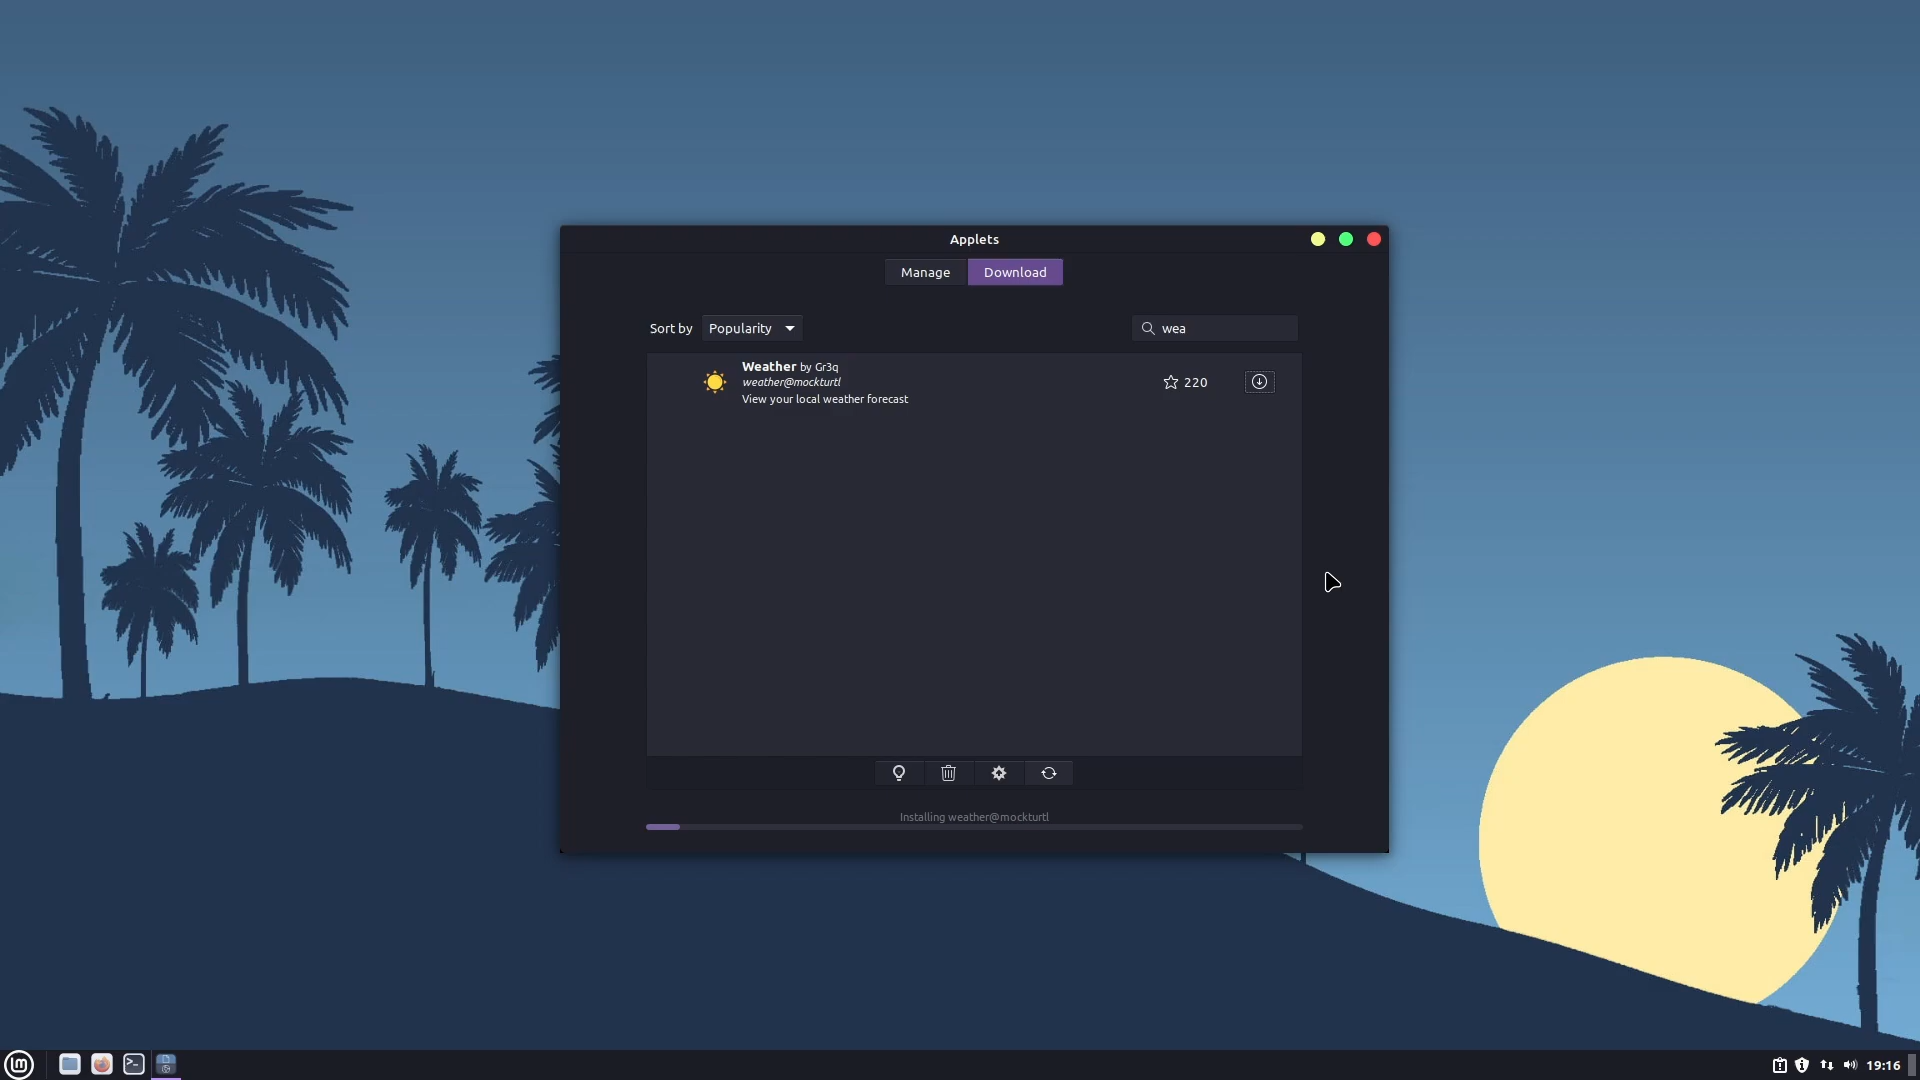 Applets
Manage
Download
Sort by
Popularity
wea
Weather by Gr3q
weather@mockturtl
View your local weather forecast
220
Installing weather@mockturtl
19:16